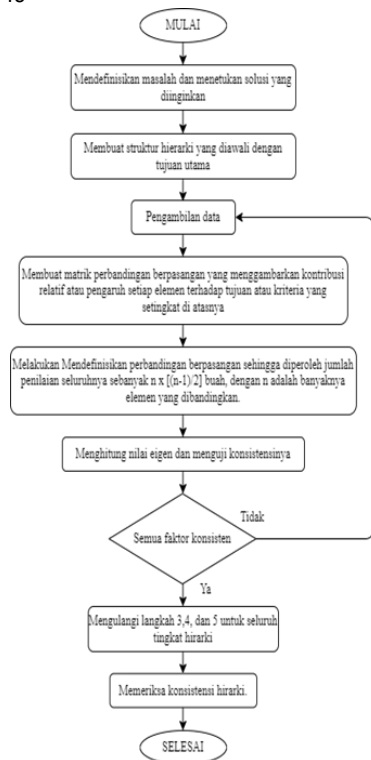 MULAI
Mendefinisikan masalah dan menetukan solusi yang
diinginkan
Membuat struktur hierarki yang diawali dengan
tujuan utama
Pengambilan data
Membuat matrik perbandingan berpasangan yang menggambarkan kontribusi
relatif atau pengaruh setiap elemen terhadap tujuan atau kriteria yang
setingkat di atasnya
Melakukan Mendefinisikan perbandingan berpasangan sehingga diperoleh jumlah
penilaian seluruhnya sebanyak n x [(n-1)/2] buah, dengan n adalah banyaknya
elemen yang dibandingkan.
Menghitung nilai eigen dan menguji konsistensinya
Tidak
Semua faktor konsisten
Ya
Mengulangi langkah 3,4, dan 5 untuk seluruh
tingkat hirarki
Memeriksa konsistensi hirarki.
SELESAI